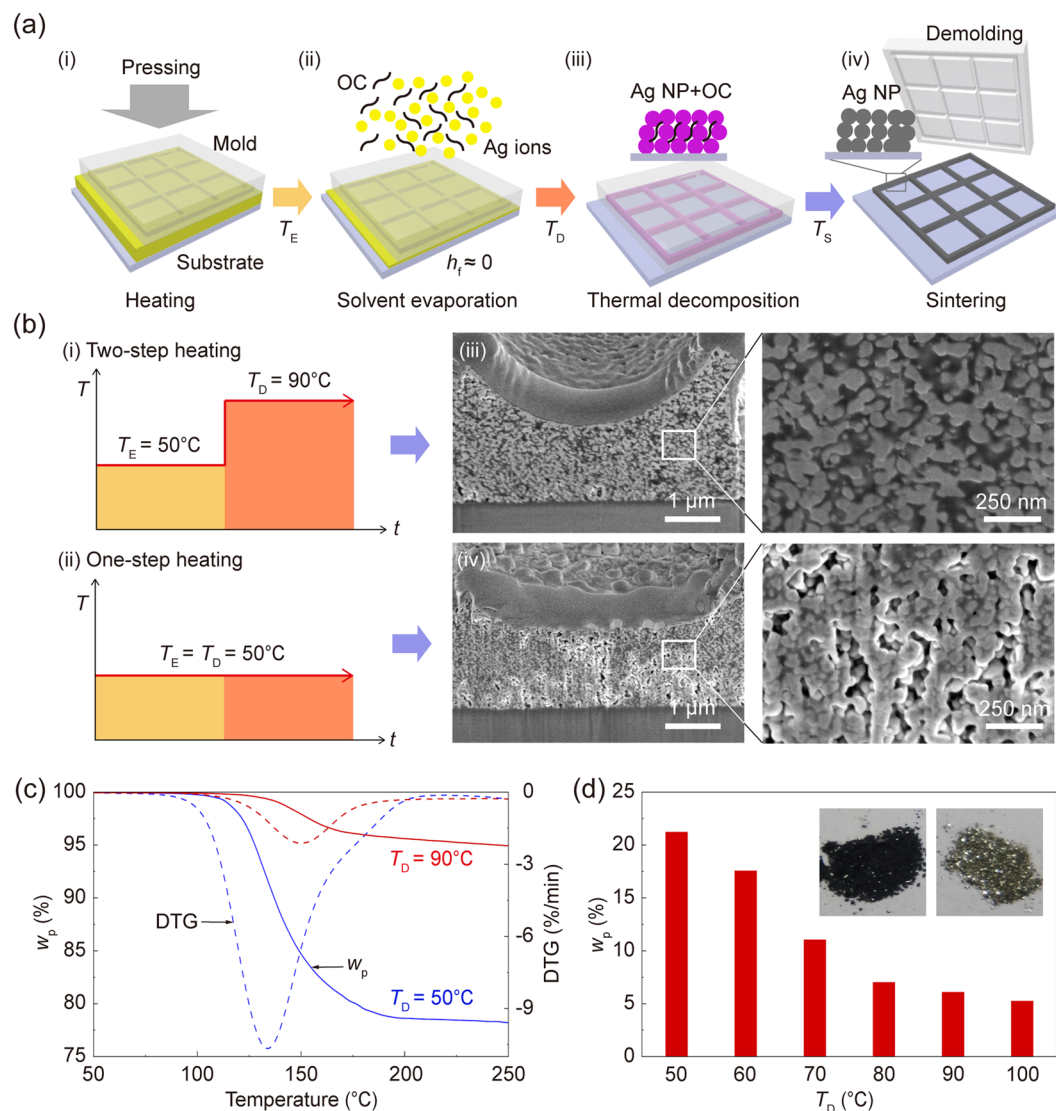 (a)
(i)
(ii)
(iii)
(iv)
Demolding
Pressing
OC
Ag NP+OC
Ag NP
Mold
Ag ions
T_E
T_D
T_S
Substrate
h_f ≈ 0
Heating
Solvent evaporation
Thermal decomposition
Sintering
(b)
(i) Two-step heating
T
T_D = 90°C
T_E = 50°C
t
(iii)
1 μm
250 nm
(ii) One-step heating
T
T_E = T_D = 50°C
t
(iv)
1 μm
250 nm
(c)
100
95
90
85
80
75
w_p (%)
50
100
150
200
250
Temperature (°C)
0
-3
-6
-9
DTG (%/min)
T_D = 90°C
DTG
w_p
T_D = 50°C
(d)
25
20
15
10
5
0
w_p (%)
50
60
70
80
90
100
T_D (°C)